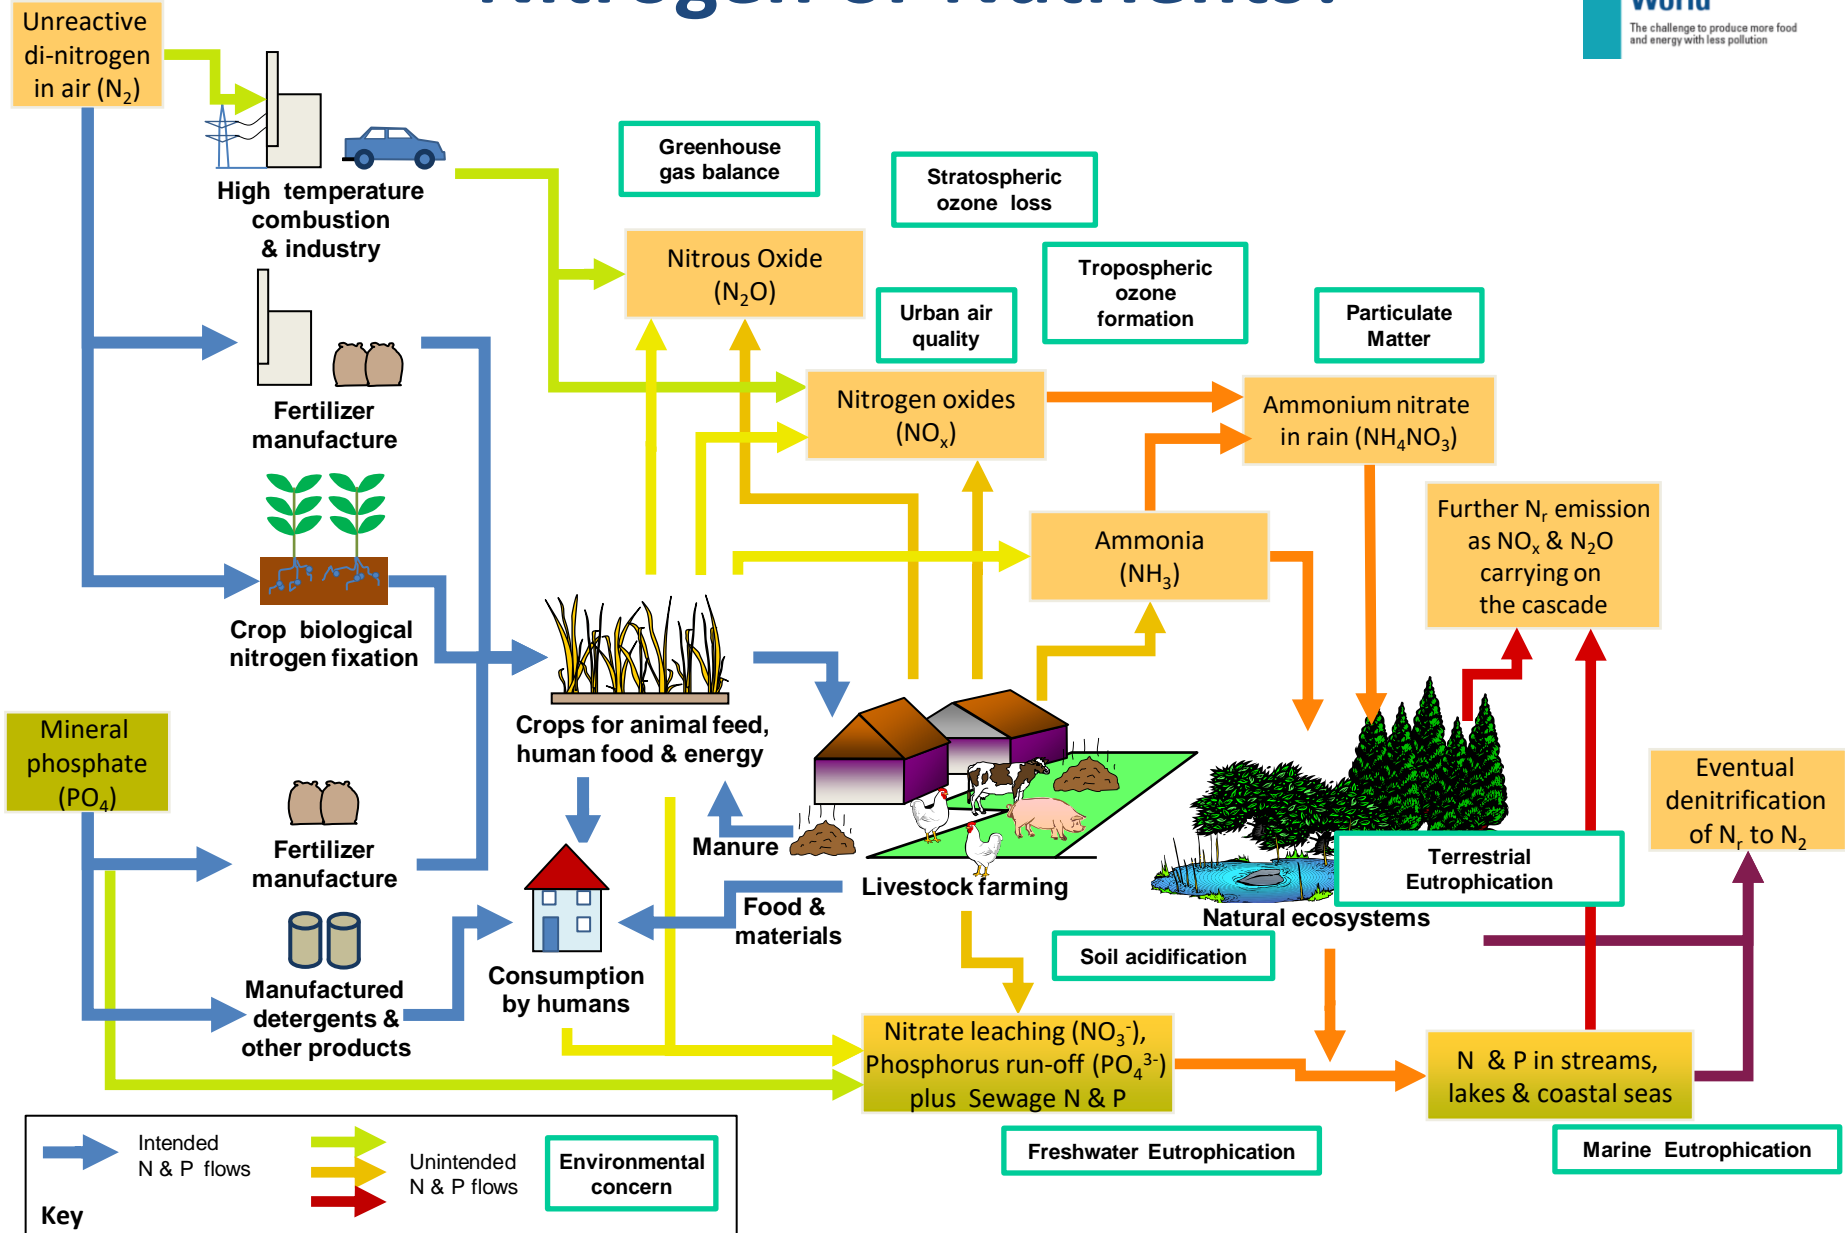 Nitrogen or Nutrients?
World
The challenge to produce more food
and energy with less pollution
Unreactive
di-nitrogen
in air (N₂)
High temperature
combustion
& industry
Greenhouse
gas balance
Stratospheric
ozone loss
Nitrous Oxide
(N₂O)
Tropospheric
ozone
formation
Urban air
quality
Particulate
Matter
Fertilizer
manufacture
Nitrogen oxides
(NOₓ)
Ammonium nitrate
in rain (NH₄NO₃)
Further Nᵣ emission
as NOₓ & N₂O
carrying on
the cascade
Ammonia
(NH₃)
Crop biological
nitrogen fixation
Crops for animal feed,
human food & energy
Mineral
phosphate
(PO₄)
Eventual
denitrification
of Nᵣ to N₂
Fertilizer
manufacture
Manure
Livestock farming
Terrestrial
Eutrophication
Natural ecosystems
Food &
materials
Soil acidification
Consumption
by humans
Manufactured
detergents &
other products
Nitrate leaching (NO₃⁻),
Phosphorus run-off (PO₄³⁻)
plus Sewage N & P
N & P in streams,
lakes & coastal seas
Freshwater Eutrophication
Marine Eutrophication
Intended
N & P flows
Unintended
N & P flows
Environmental
concern
Key